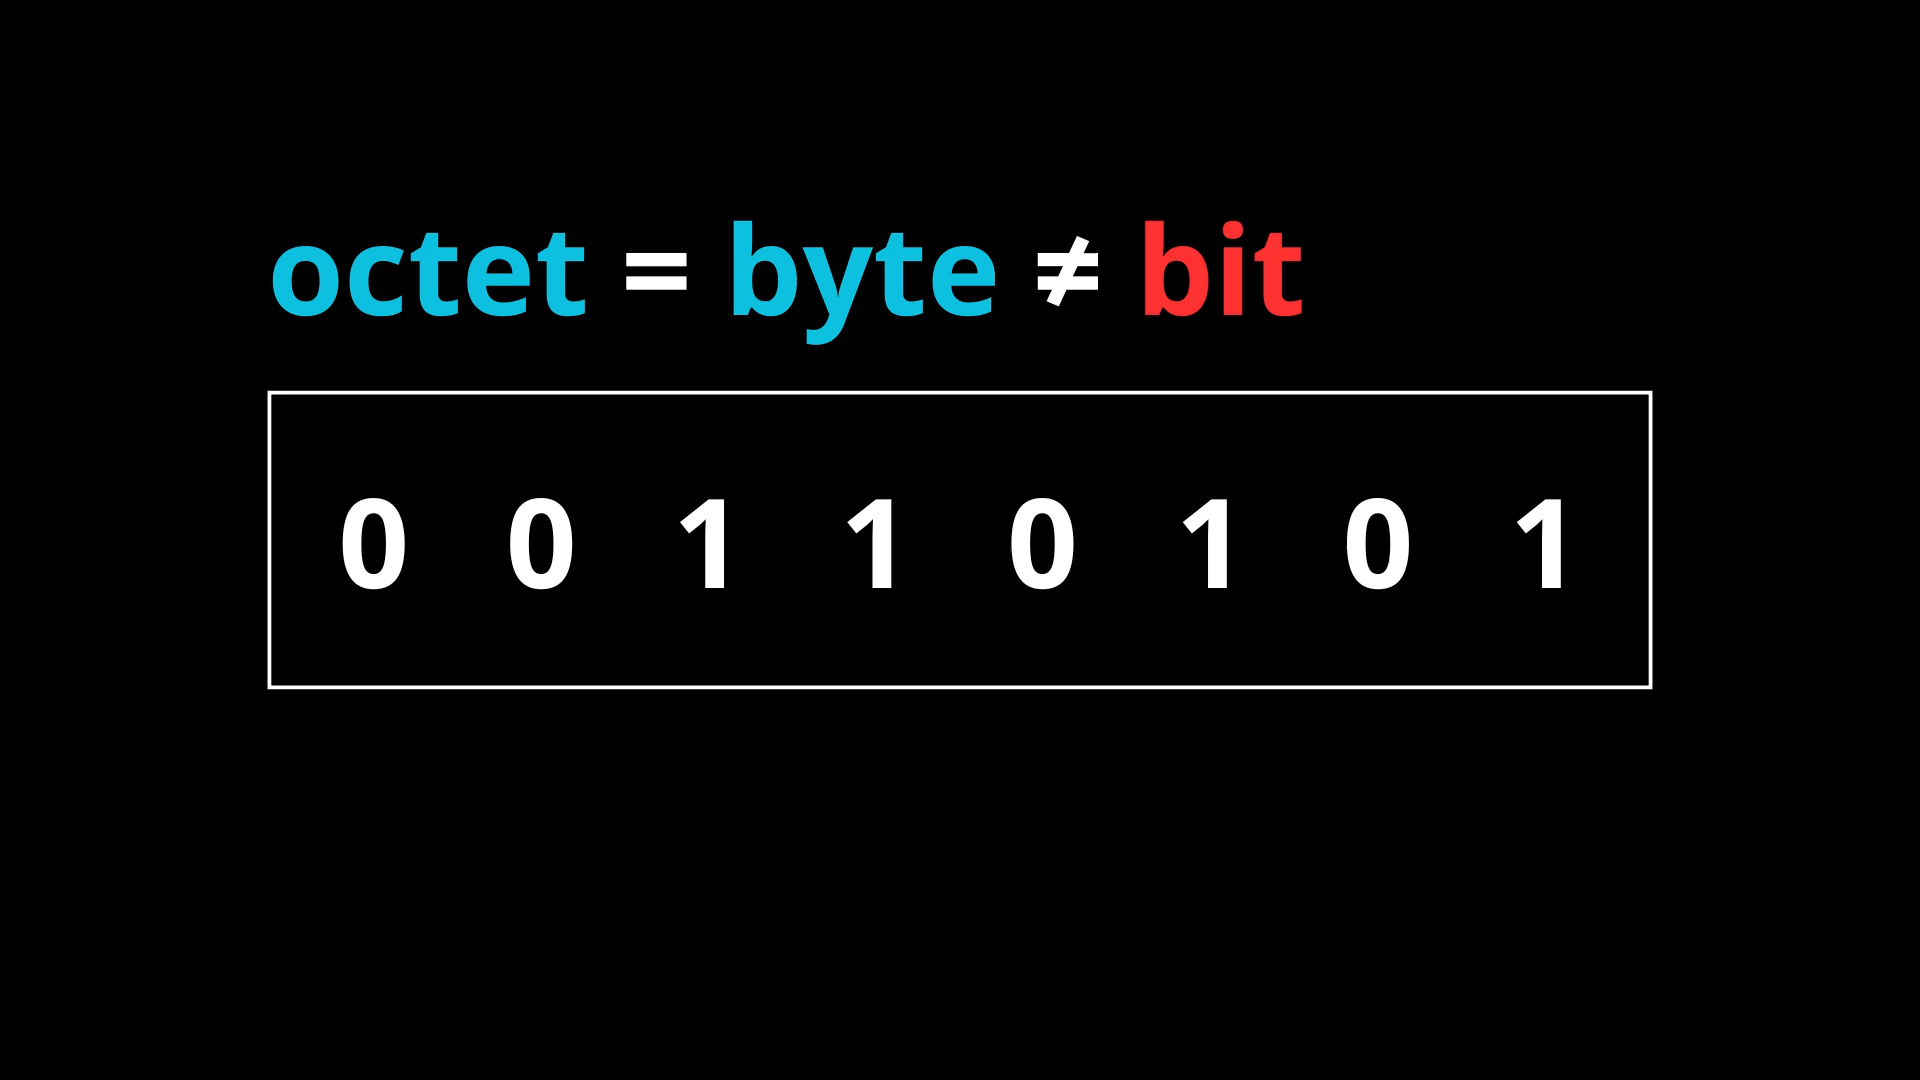 octet = byte ≠ bit
0 0 1 1 0 1 0 1